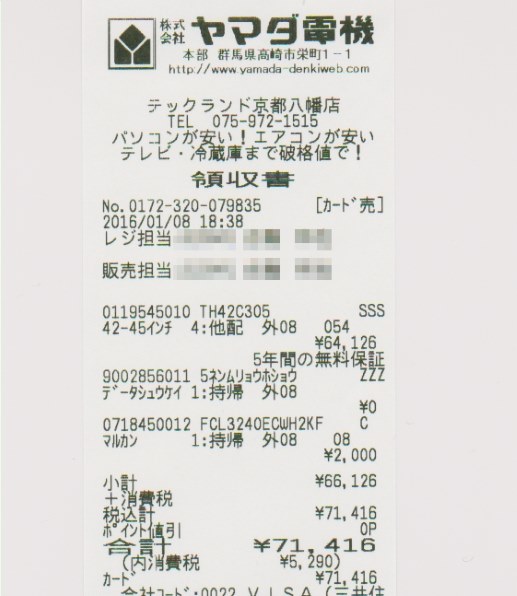 株式会社 ヤマダ電機
本部 群馬県高崎市栄町1-1
http://www.yamada-denkiweb.com
テックランド京都八幡店
TEL 075-972-1515
パソコンが安い！エアコンが安い
テレビ・冷蔵庫まで破格値で！
領収書
No.0172-320-079835 [カード売]
2016/01/08 18:38
レジ担当
販売担当
0119545010 TH42C305 SSS
42-45インチ 4:他配 外08 054
¥64,126
5年間の無料保証
9002856011 5ネンムリョウホショウ ZZZ
データシュウケイ 1:持帰 外08
¥0
0718450012 FCL3240ECWH2KF C
マルカン 1:持帰 外08 08
¥2,000
小計 ¥66,126
+消費税
税込計 ¥71,416
ポイント値引 0P
合計 ¥71,416
(内消費税 ¥5,290)
カード ¥71,416
会社コード:0022 VISA(三井住